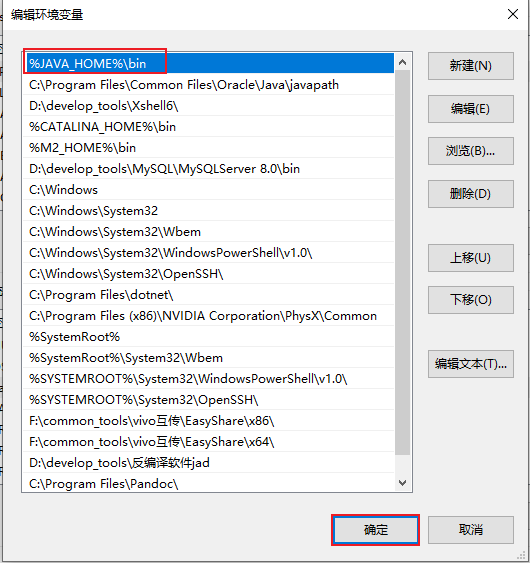 编辑环境变量
%JAVA_HOME%\bin
C:\Program Files\Common Files\Oracle\Java\javapath
D:\develop_tools\Xshell6\
%CATALINA_HOME%\bin
%M2_HOME%\bin
D:\develop_tools\MySQL\MySQLServer 8.0\bin
C:\Windows
C:\Windows\System32
C:\Windows\System32\Wbem
C:\Windows\System32\WindowsPowerShell\v1.0\
C:\Windows\System32\OpenSSH\
C:\Program Files\dotnet\
C:\Program Files (x86)\NVIDIA Corporation\PhysX\Common
%SystemRoot%
%SystemRoot%\System32\Wbem
%SYSTEMROOT%\System32\WindowsPowerShell\v1.0\
%SYSTEMROOT%\System32\OpenSSH\
F:\common_tools\vivo互传\EasyShare\x86\
F:\common_tools\vivo互传\EasyShare\x64\
D:\develop_tools\反编译软件jad
C:\Program Files\Pandoc\
新建(N)
编辑(E)
浏览(B)...
删除(D)
上移(U)
下移(O)
编辑文本(T)...
确定
取消